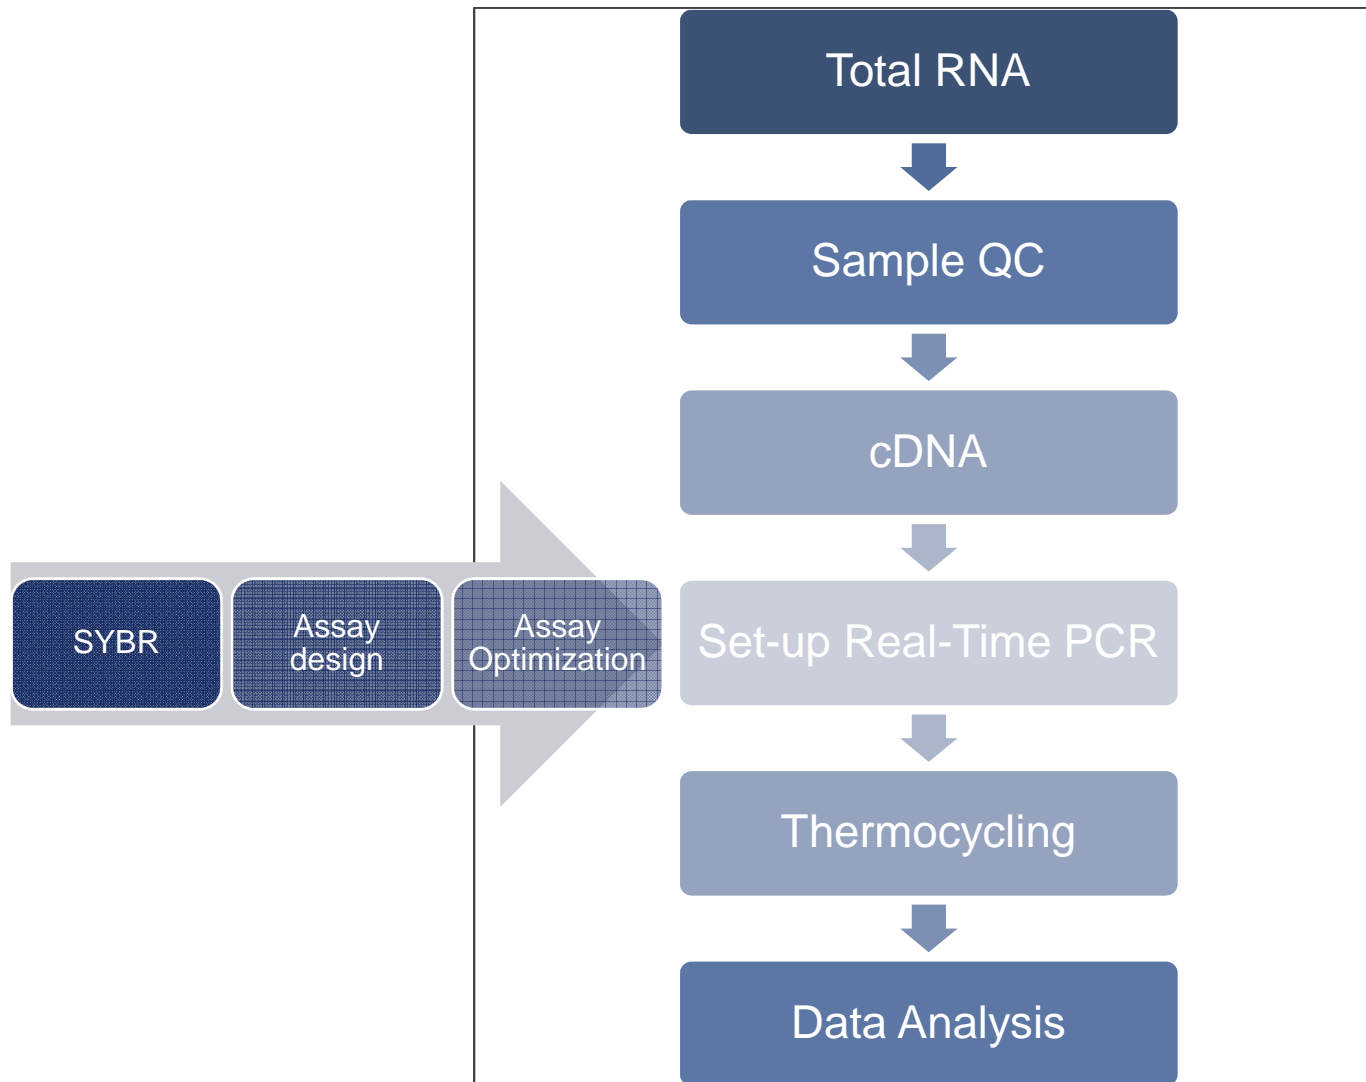 Total RNA
Sample QC
cDNA
SYBR
Assay
design
Assay
Optimization
Set-up Real-Time PCR
Thermocycling
Data Analysis